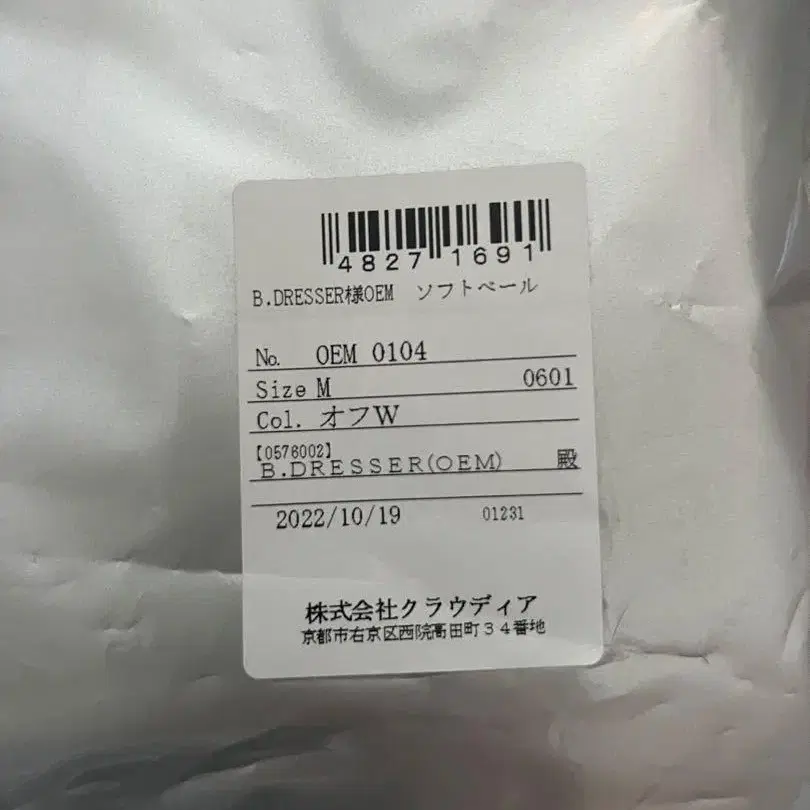 4827 1691
B.DRESSER様OEM ソフトベール
No. OEM 0104
Size M 0601
Col. オフW
【0576002】
B.DRESSER(OEM) 殿
2022/10/19 01231
株式会社クラウディア
京都市右京区西院高田町34番地